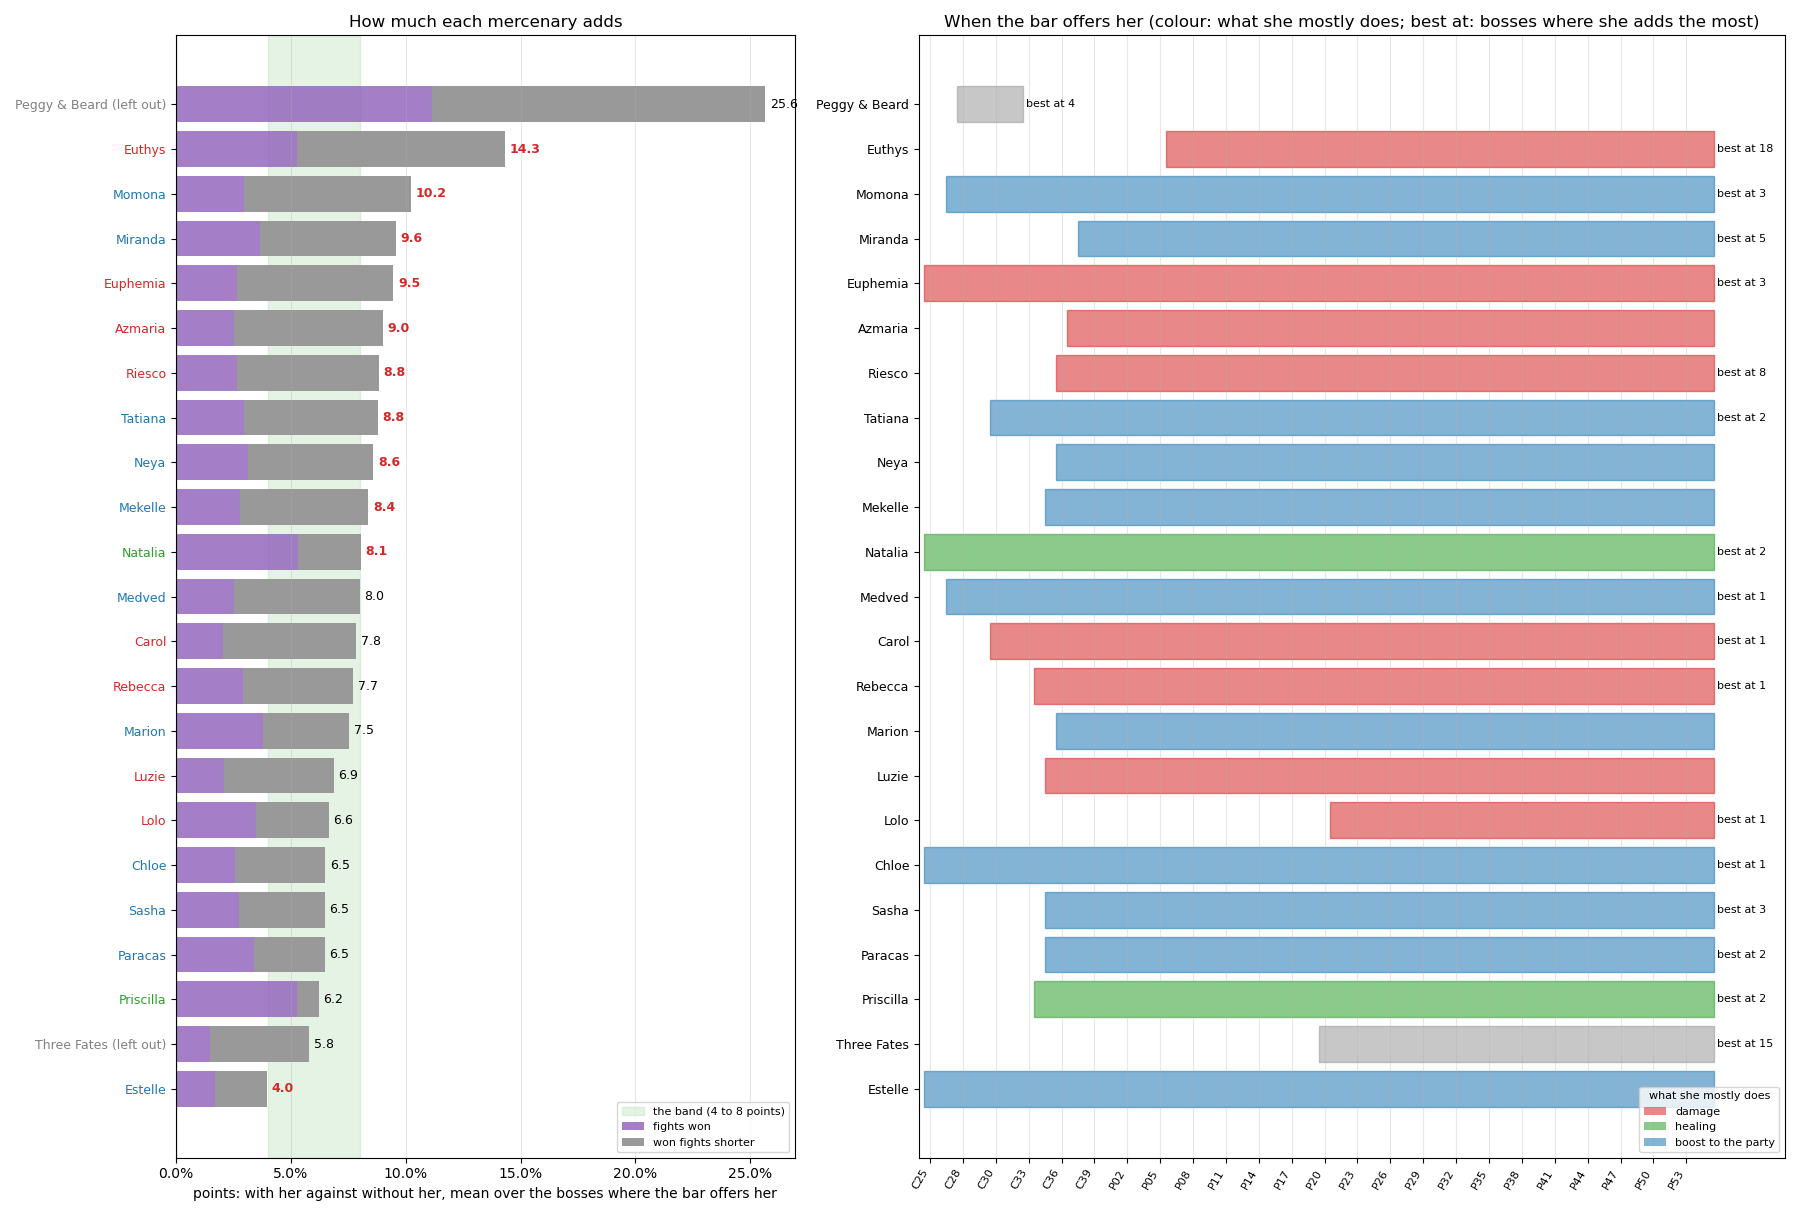 How much each mercenary adds
Peggy & Beard (left out) 25.6
Euthys 14.3
Momona 10.2
Miranda 9.6
Euphemia 9.5
Azmaria 9.0
Riesco 8.8
Tatiana 8.8
Neya 8.6
Mekelle 8.4
Natalia 8.1
Medved 8.0
Carol 7.8
Rebecca 7.7
Marion 7.5
Luzie 6.9
Lolo 6.6
Chloe 6.5
Sasha 6.5
Paracas 6.5
Priscilla 6.2
Three Fates (left out) 5.8
Estelle 4.0
the band (4 to 8 points)
fights won
won fights shorter
0.0% 5.0% 10.0% 15.0% 20.0% 25.0%
points: with her against without her, mean over the bosses where the bar offers her
When the bar offers her (colour: what she mostly does; best at: bosses where she adds the most)
Peggy & Beard best at 4
Euthys best at 18
Momona best at 3
Miranda best at 5
Euphemia best at 3
Azmaria
Riesco best at 8
Tatiana best at 2
Neya
Mekelle
Natalia best at 2
Medved best at 1
Carol best at 1
Rebecca best at 1
Marion
Luzie
Lolo best at 1
Chloe best at 1
Sasha best at 3
Paracas best at 2
Priscilla best at 2
Three Fates best at 15
Estelle
what she mostly does
damage
healing
boost to the party
C25 C28 C30 C33 C36 C39 P02 P05 P08 P11 P14 P17 P20 P23 P26 P29 P32 P35 P38 P41 P44 P47 P50 P53